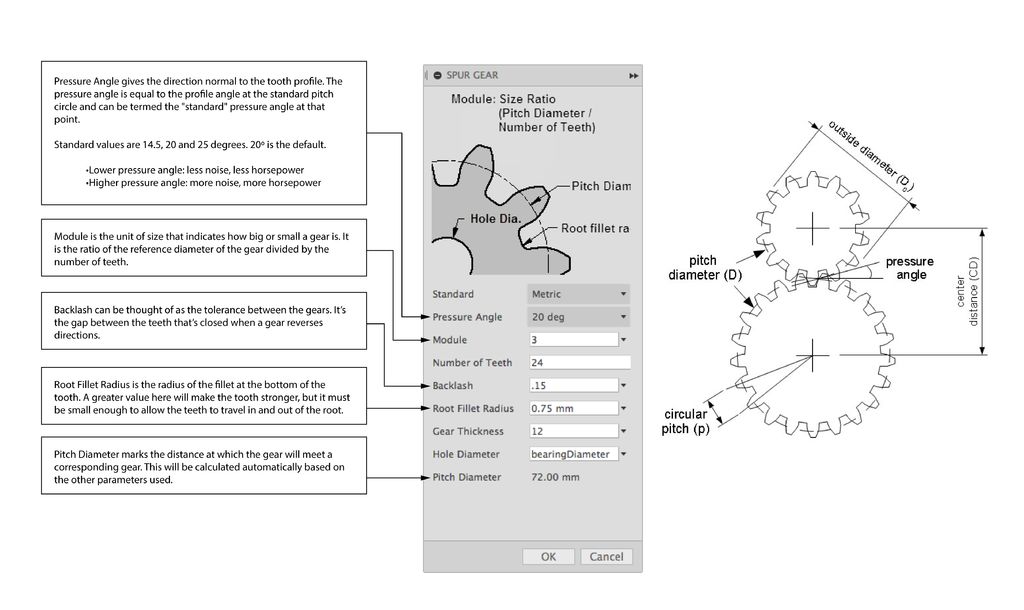 Pressure Angle gives the direction normal to the tooth profile. The
pressure angle is equal to the profile angle at the standard pitch
circle and can be termed the "standard" pressure angle at that
point.
Standard values are 14.5, 20 and 25 degrees. 20º is the default.
•Lower pressure angle: less noise, less horsepower
•Higher pressure angle: more noise, more horsepower
Module is the unit of size that indicates how big or small a gear is. It
is the ratio of the reference diameter of the gear divided by the
number of teeth.
Backlash can be thought of as the tolerance between the gears. It's
the gap between the teeth that's closed when a gear reverses
directions.
Root Fillet Radius is the radius of the fillet at the bottom of the
tooth. A greater value here will make the tooth stronger, but it must
be small enough to allow the teeth to travel in and out of the root.
Pitch Diameter marks the distance at which the gear will meet a
corresponding gear. This will be calculated automatically based on
the other parameters used.
SPUR GEAR
Module: Size Ratio
(Pitch Diameter /
Number of Teeth)
Pitch Diam
Hole Dia.
Root fillet ra
Standard Metric
Pressure Angle 20 deg
Module 3
Number of Teeth 24
Backlash .15
Root Fillet Radius 0.75 mm
Gear Thickness 12
Hole Diameter bearingDiameter
Pitch Diameter 72.00 mm
OK Cancel
outside diameter (Do)
pitch
diameter (D)
pressure
angle
center
distance (CD)
circular
pitch (p)